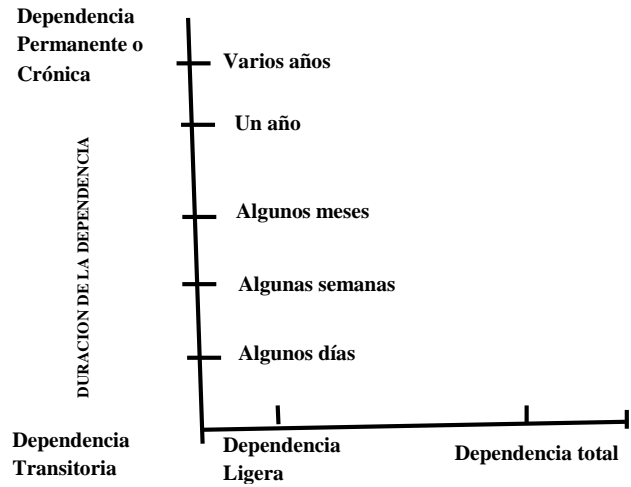 Dependencia
Permanente o
Crónica
Varios años
Un año
DURACION DE LA DEPENDENCIA
Algunos meses
Algunas semanas
Algunos días
Dependencia
Transitoria
Dependencia
Ligera
Dependencia total